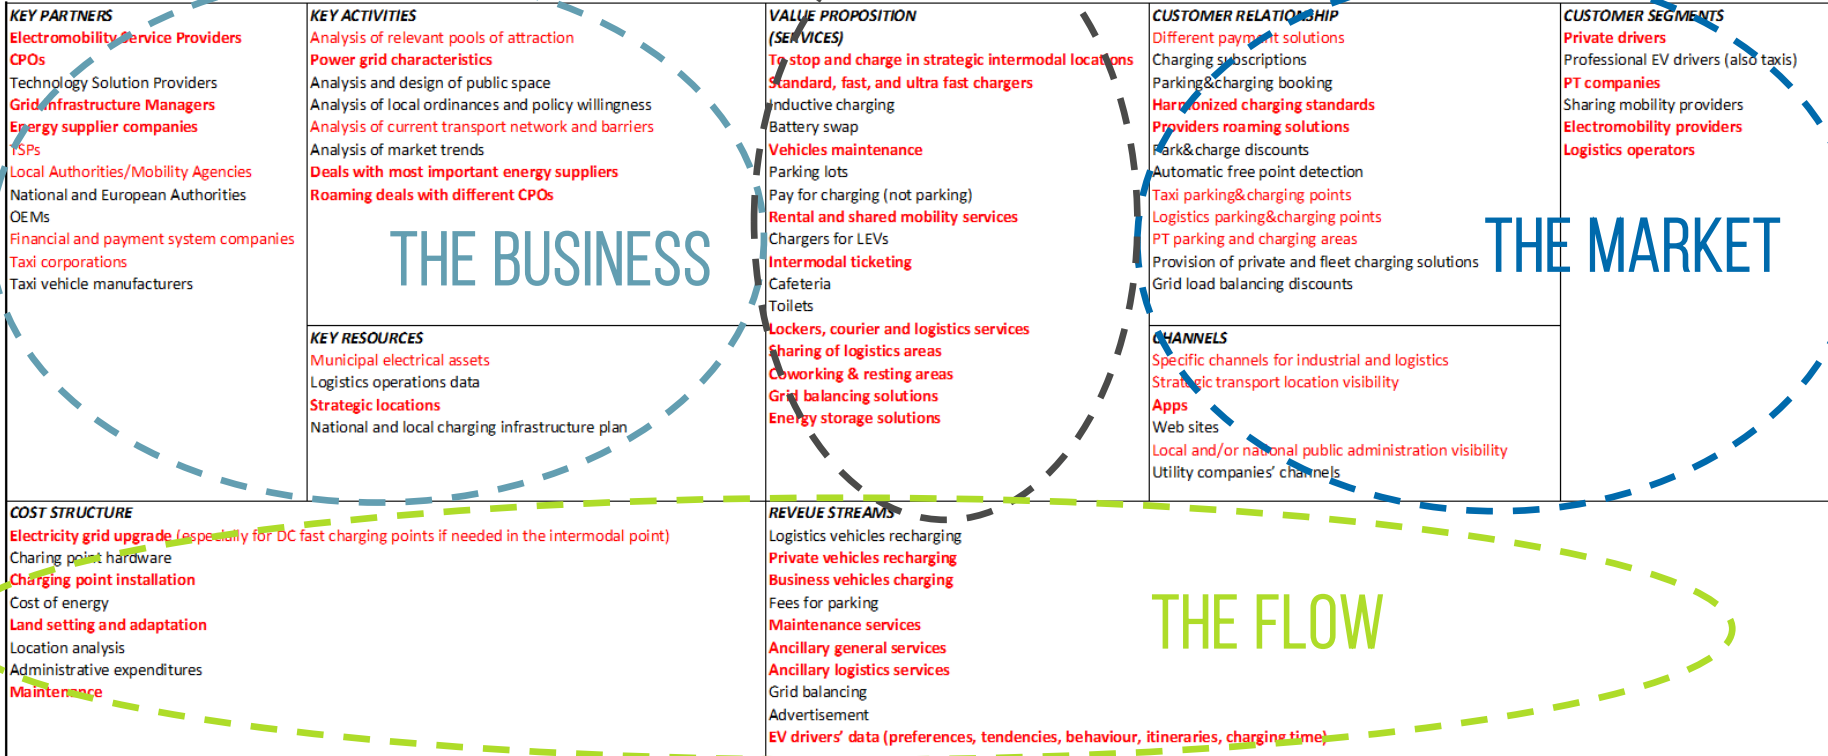 KEY PARTNERS
Electromobility Service Providers
CPOs
Technology Solution Providers
Grid Infrastructure Managers
Energy supplier companies
TSPs
Local Authorities/Mobility Agencies
National and European Authorities
OEMs
Financial and payment system companies
Taxi corporations
Taxi vehicle manufacturers
KEY ACTIVITIES
Analysis of relevant pools of attraction
Power grid characteristics
Analysis and design of public space
Analysis of local ordinances and policy willingness
Analysis of current transport network and barriers
Analysis of market trends
Deals with most important energy suppliers
Roaming deals with different CPOs
THE BUSINESS
KEY RESOURCES
Municipal electrical assets
Logistics operations data
Strategic locations
National and local charging infrastructure plan
VALUE PROPOSITION
(SERVICES)
To stop and charge in strategic intermodal locations
Standard, fast, and ultra fast chargers
Inductive charging
Battery swap
Vehicles maintenance
Parking lots
Pay for charging (not parking)
Rental and shared mobility services
Chargers for LEVs
Intermodal ticketing
Cafeteria
Toilets
Lockers, courier and logistics services
Sharing of logistics areas
Coworking & resting areas
Grid balancing solutions
Energy storage solutions
CUSTOMER RELATIONSHIP
Different payment solutions
Charging subscriptions
Parking&charging booking
Harmonized charging standards
Providers roaming solutions
Park&charge discounts
Automatic free point detection
Taxi parking&charging points
Logistics parking&charging points
PT parking and charging areas
Provision of private and fleet charging solutions
Grid load balancing discounts
CHANNELS
Specific channels for industrial and logistics
Strategic transport location visibility
Apps
Web sites
Local and/or national public administration visibility
Utility companies’ channels
CUSTOMER SEGMENTS
Private drivers
Professional EV drivers (also taxis)
PT companies
Sharing mobility providers
Electromobility providers
Logistics operators
THE MARKET
COST STRUCTURE
Electricity grid upgrade (especially for DC fast charging points if needed in the intermodal point)
Charing point hardware
Charging point installation
Cost of energy
Land setting and adaptation
Location analysis
Administrative expenditures
Maintenance
REVEUE STREAMS
Logistics vehicles recharging
Private vehicles recharging
Business vehicles charging
Fees for parking
Maintenance services
Ancillary general services
Ancillary logistics services
Grid balancing
Advertisement
EV drivers’ data (preferences, tendencies, behaviour, itineraries, charging time)
THE FLOW